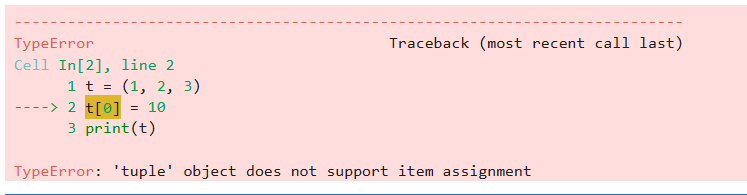 ---------------------------------------------------------------------------
TypeError                                 Traceback (most recent call last)
Cell In[2], line 2
      1 t = (1, 2, 3)
----> 2 t[0] = 10
      3 print(t)
TypeError: 'tuple' object does not support item assignment